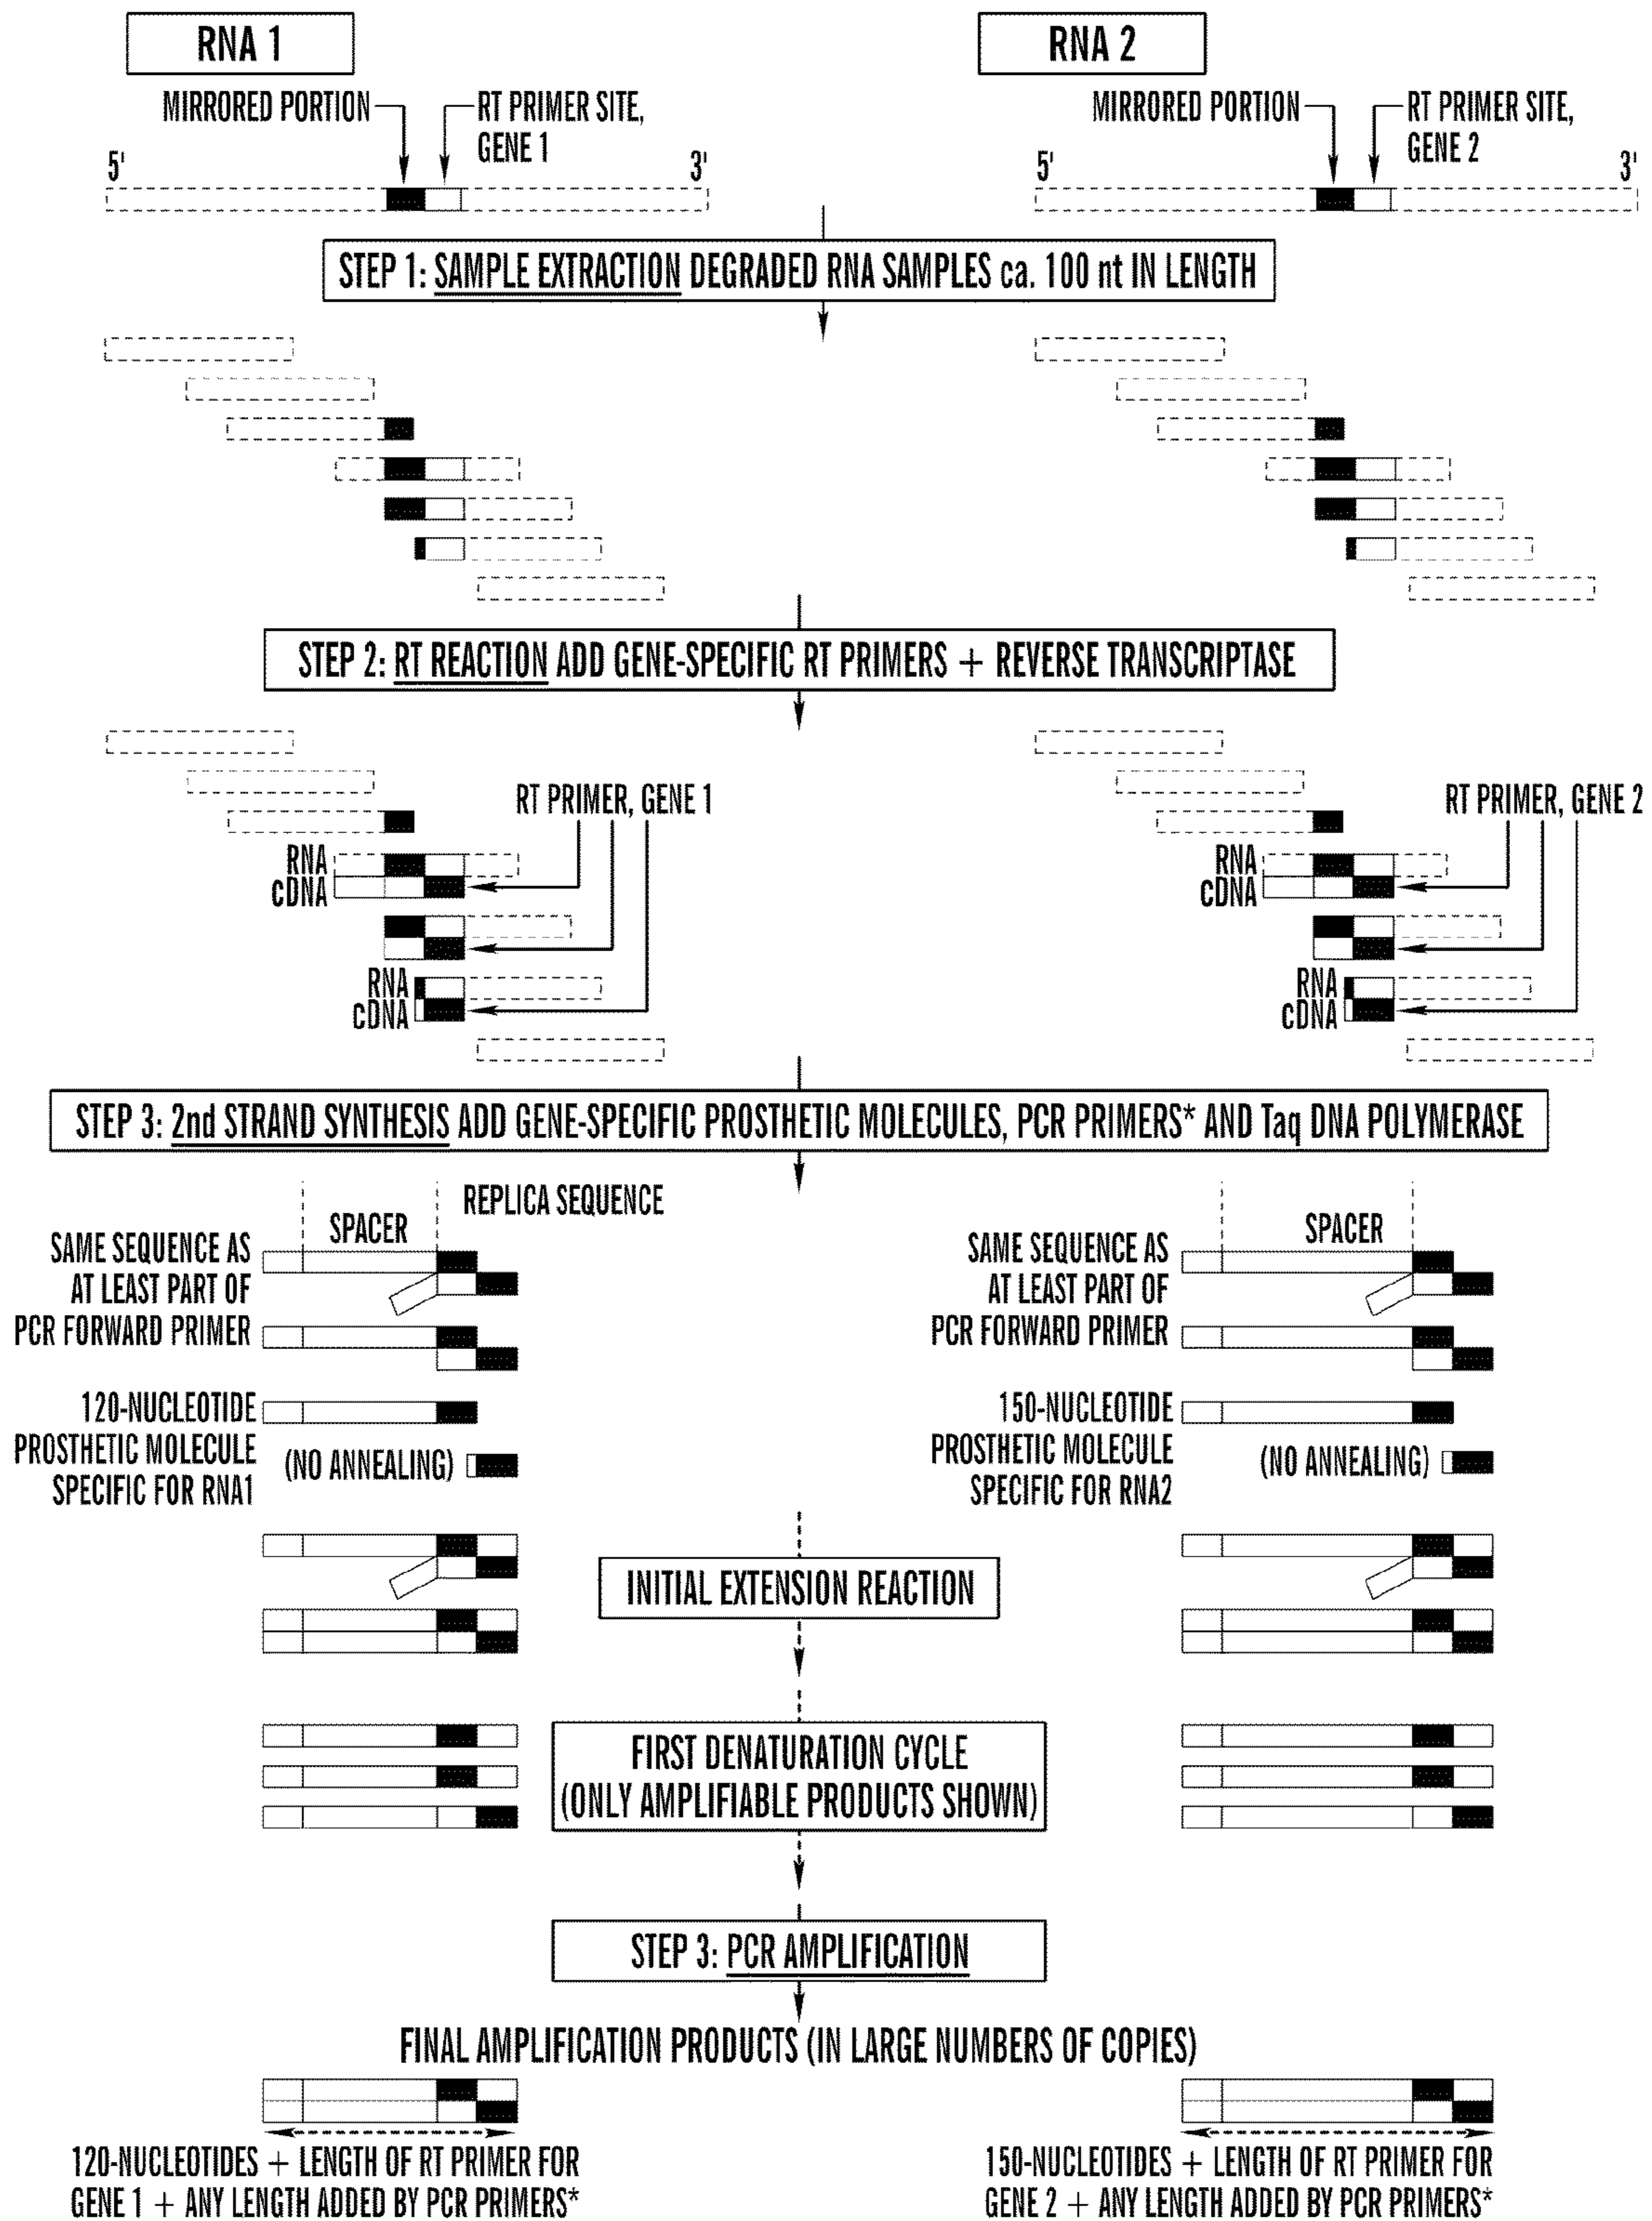 RNA 1
RNA 2
MIRRORED PORTION
RT PRIMER SITE,
GENE 1
MIRRORED PORTION
RT PRIMER SITE,
GENE 2
5'
3'
5'
3'
STEP 1: SAMPLE EXTRACTION DEGRADED RNA SAMPLES ca. 100 nt IN LENGTH
STEP 2: RT REACTION ADD GENE-SPECIFIC RT PRIMERS + REVERSE TRANSCRIPTASE
RT PRIMER, GENE 1
RT PRIMER, GENE 2
RNA
cDNA
RNA
cDNA
RNA
cDNA
RNA
cDNA
STEP 3: 2nd STRAND SYNTHESIS ADD GENE-SPECIFIC PROSTHETIC MOLECULES, PCR PRIMERS* AND Taq DNA POLYMERASE
REPLICA SEQUENCE
SPACER
SAME SEQUENCE AS
AT LEAST PART OF
PCR FORWARD PRIMER
120-NUCLEOTIDE
PROSTHETIC MOLECULE
SPECIFIC FOR RNA1
(NO ANNEALING)
SPACER
SAME SEQUENCE AS
AT LEAST PART OF
PCR FORWARD PRIMER
150-NUCLEOTIDE
PROSTHETIC MOLECULE
SPECIFIC FOR RNA2
(NO ANNEALING)
INITIAL EXTENSION REACTION
FIRST DENATURATION CYCLE
(ONLY AMPLIFIABLE PRODUCTS SHOWN)
STEP 3: PCR AMPLIFICATION
FINAL AMPLIFICATION PRODUCTS (IN LARGE NUMBERS OF COPIES)
120-NUCLEOTIDES + LENGTH OF RT PRIMER FOR
GENE 1 + ANY LENGTH ADDED BY PCR PRIMERS*
150-NUCLEOTIDES + LENGTH OF RT PRIMER FOR
GENE 2 + ANY LENGTH ADDED BY PCR PRIMERS*